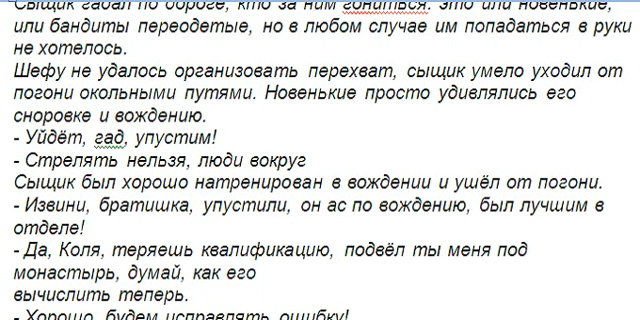 Сыщик гадал по дороге, кто за ним гониться: это или новенькие,
или бандиты переодетые, но в любом случае им попадаться в руки
не хотелось.
Шефу не удалось организовать перехват, сыщик умело уходил от
погони окольными путями. Новенькие просто удивлялись его
сноровке и вождению.
- Уйдёт, гад, упустим!
- Стрелять нельзя, люди вокруг
Сыщик был хорошо натренирован в вождении и ушёл от погони.
- Извини, братишка, упустили, он ас по вождению, был лучшим в
отделе!
- Да, Коля, теряешь квалификацию, подвёл ты меня под
монастырь, думай, как его
вычислить теперь.
- Хорошо, будем исправлять ошибку!